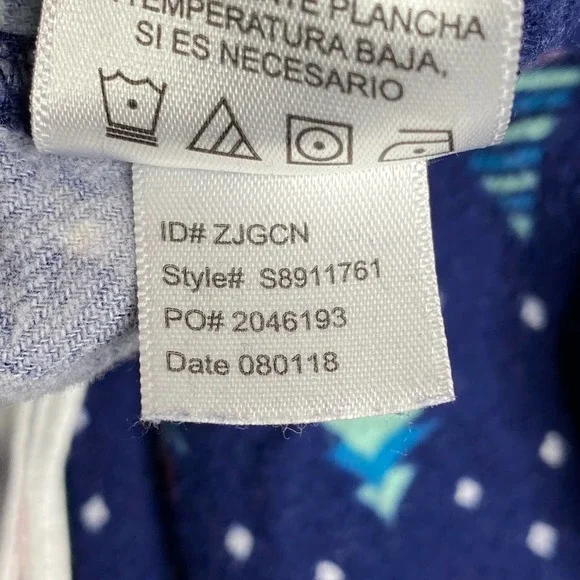 PLANCHA
TEMPERATURA BAJA,
SI ES NECESARIO
ID# ZJGCN
Style# S8911761
PO# 2046193
Date 080118